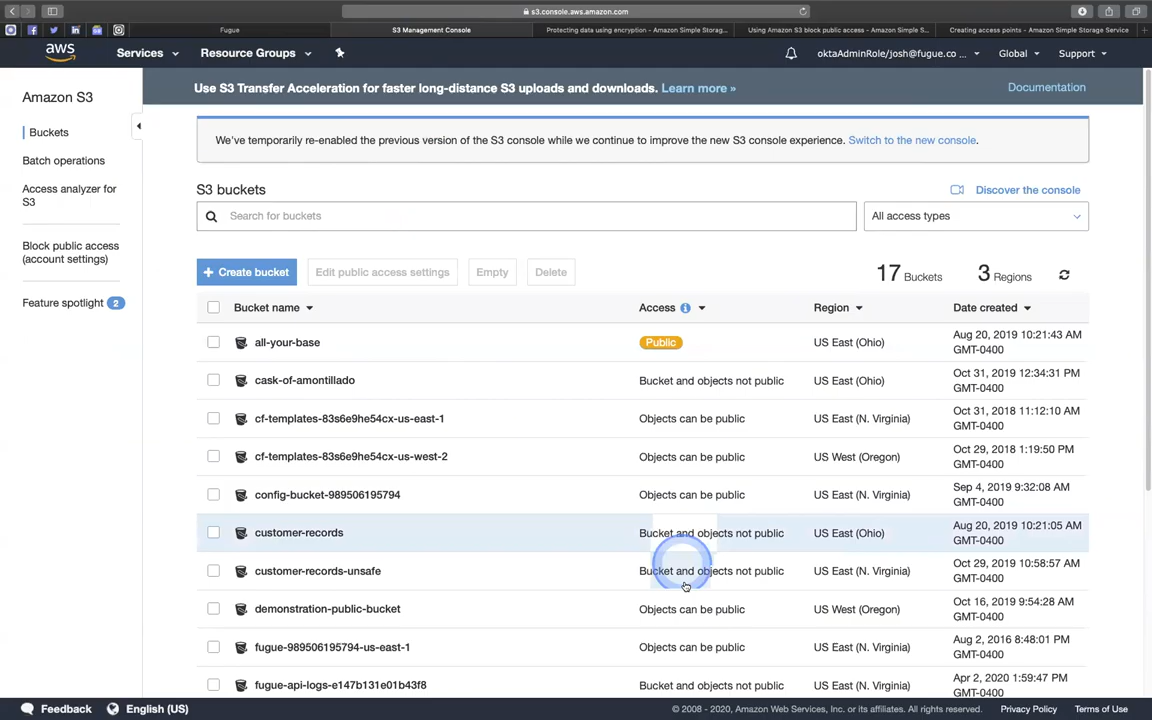 s3.console.aws.amazon.com
Fugue
S3 Management Console
Protecting data using encryption - Amazon Simple Storag...
Using Amazon S3 block public access - Amazon Simple S...
Creating access points - Amazon Simple Storage Service
aws
Services
Resource Groups
oktaAdminRole/josh@fugue.co ...
Global
Support
Amazon S3
Buckets
Batch operations
Access analyzer for
S3
Block public access
(account settings)
Feature spotlight 2
Use S3 Transfer Acceleration for faster long-distance S3 uploads and downloads. Learn more »
Documentation
We've temporarily re-enabled the previous version of the S3 console while we continue to improve the new S3 console experience. Switch to the new console.
S3 buckets
Discover the console
Search for buckets
All access types
+ Create bucket
Edit public access settings
Empty
Delete
17 Buckets
3 Regions
Bucket name
Access
Region
Date created
all-your-base
Public
US East (Ohio)
Aug 20, 2019 10:21:43 AM
GMT-0400
cask-of-amontillado
Bucket and objects not public
US East (Ohio)
Oct 31, 2019 12:34:31 PM
GMT-0400
cf-templates-83s6e9he54cx-us-east-1
Objects can be public
US East (N. Virginia)
Oct 31, 2018 11:12:10 AM
GMT-0400
cf-templates-83s6e9he54cx-us-west-2
Objects can be public
US West (Oregon)
Oct 29, 2018 1:19:50 PM
GMT-0400
config-bucket-989506195794
Objects can be public
US East (N. Virginia)
Sep 4, 2019 9:32:08 AM
GMT-0400
customer-records
Bucket and objects not public
US East (Ohio)
Aug 20, 2019 10:21:05 AM
GMT-0400
customer-records-unsafe
Bucket and objects not public
US East (N. Virginia)
Oct 29, 2019 10:58:57 AM
GMT-0400
demonstration-public-bucket
Objects can be public
US West (Oregon)
Oct 16, 2019 9:54:28 AM
GMT-0400
fugue-989506195794-us-east-1
Objects can be public
US East (N. Virginia)
Aug 2, 2016 8:48:01 PM
GMT-0400
fugue-api-logs-e147b131e01b43f8
Bucket and objects not public
US East (N. Virginia)
Apr 2, 2020 1:59:47 PM
GMT-0400
Feedback
English (US)
© 2008 - 2020, Amazon Web Services, Inc. or its affiliates. All rights reserved.
Privacy Policy
Terms of Use